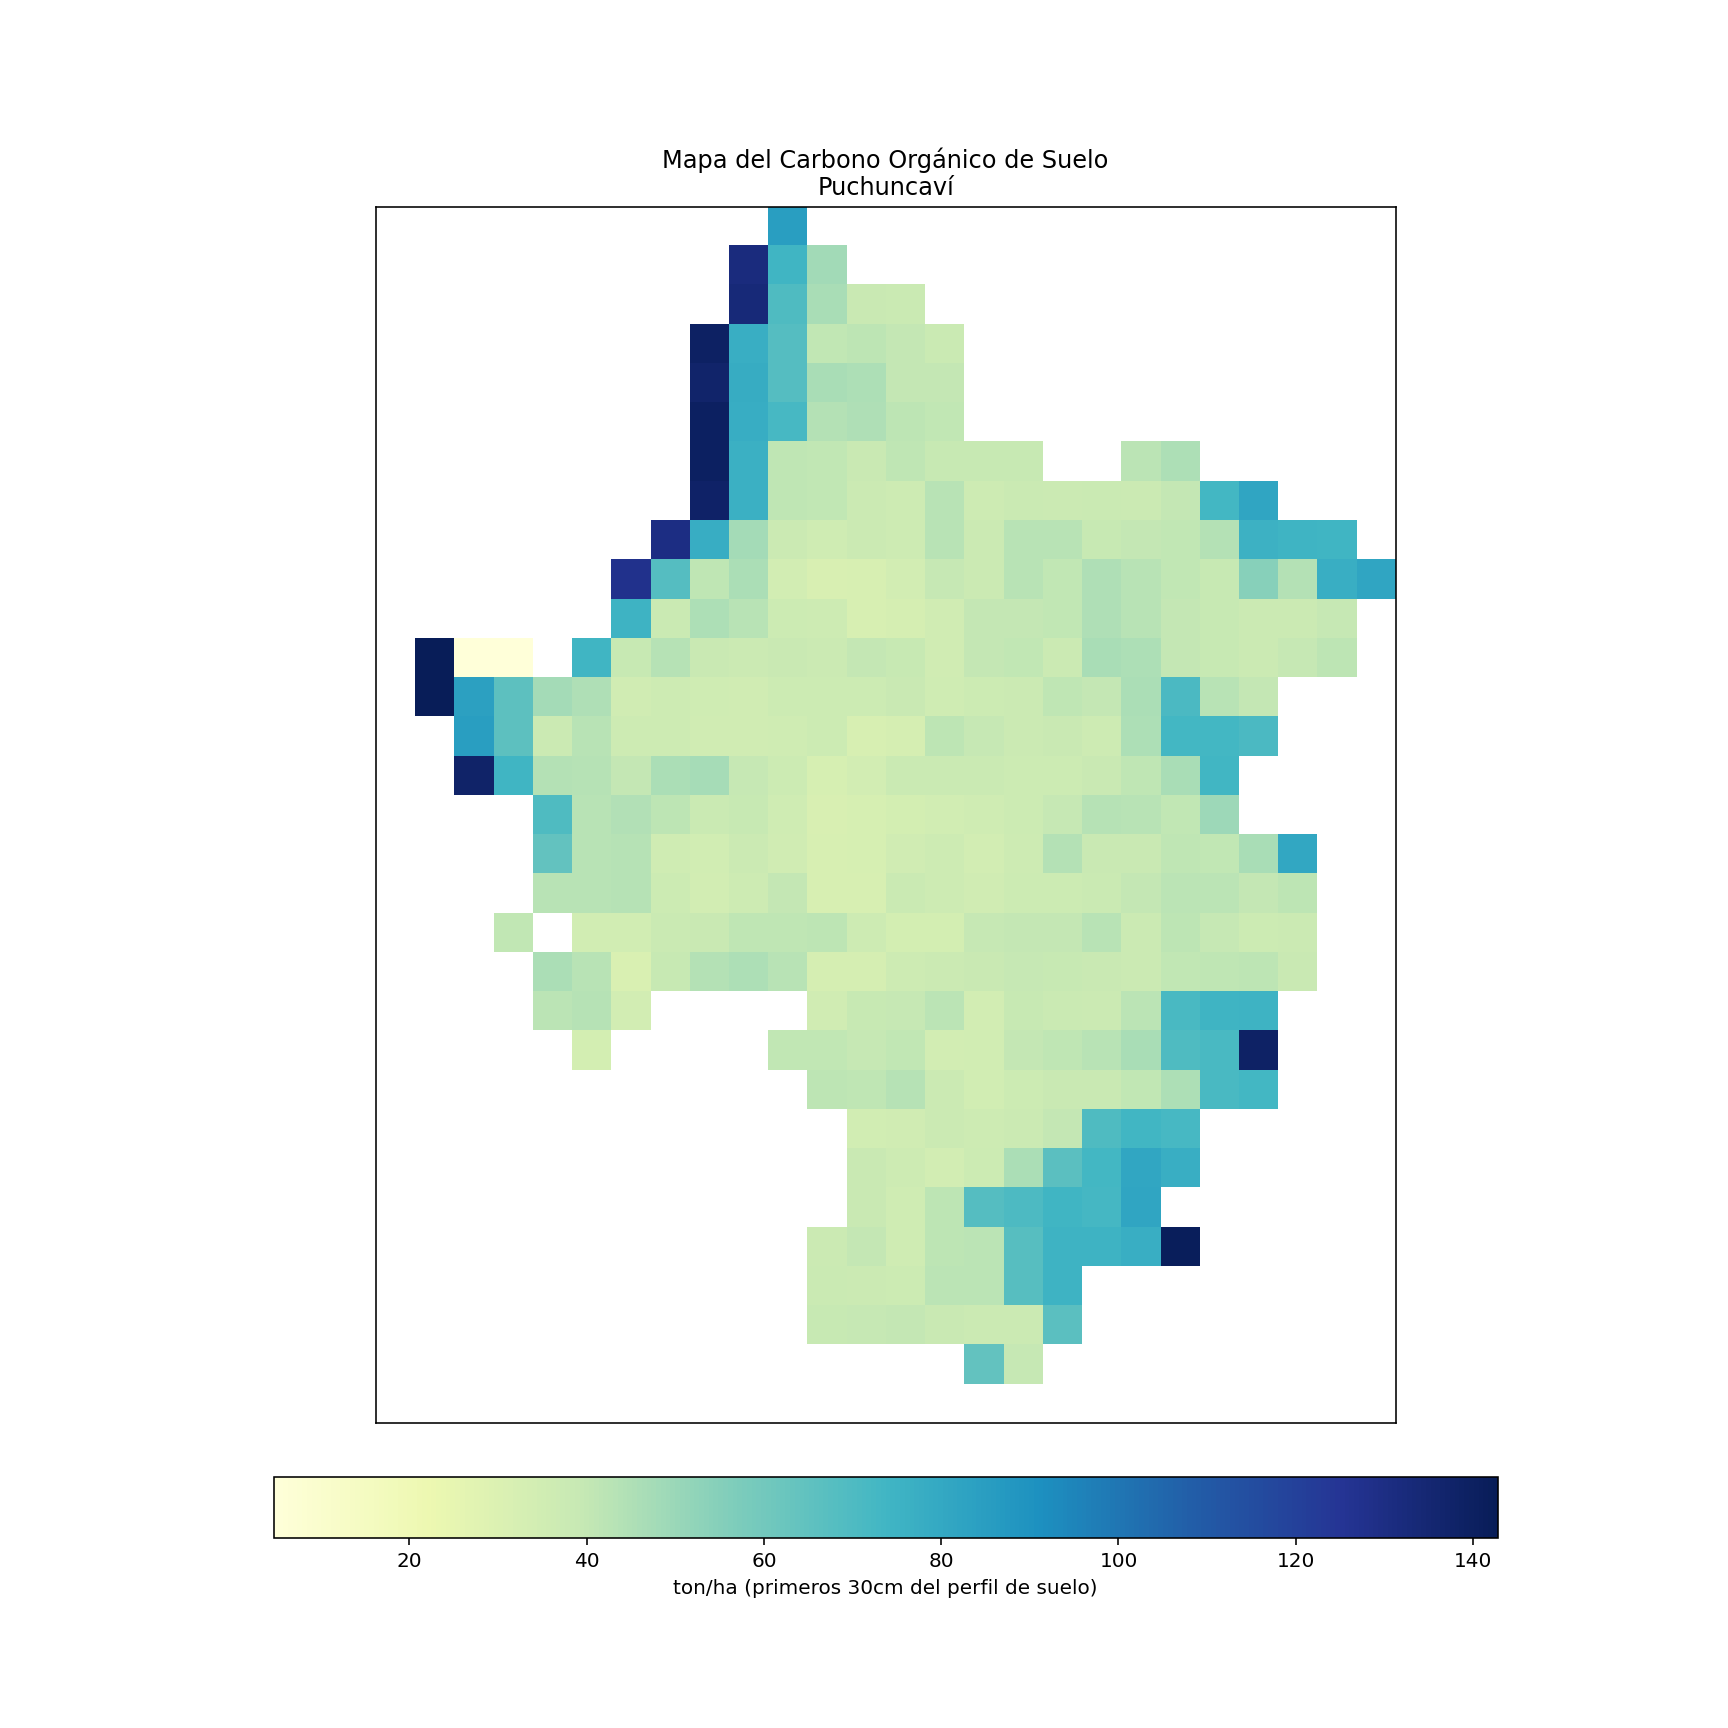 Mapa del Carbono Orgánico de Suelo
Puchuncaví
20 40 60 80 100 120 140
ton/ha (primeros 30cm del perfil de suelo)